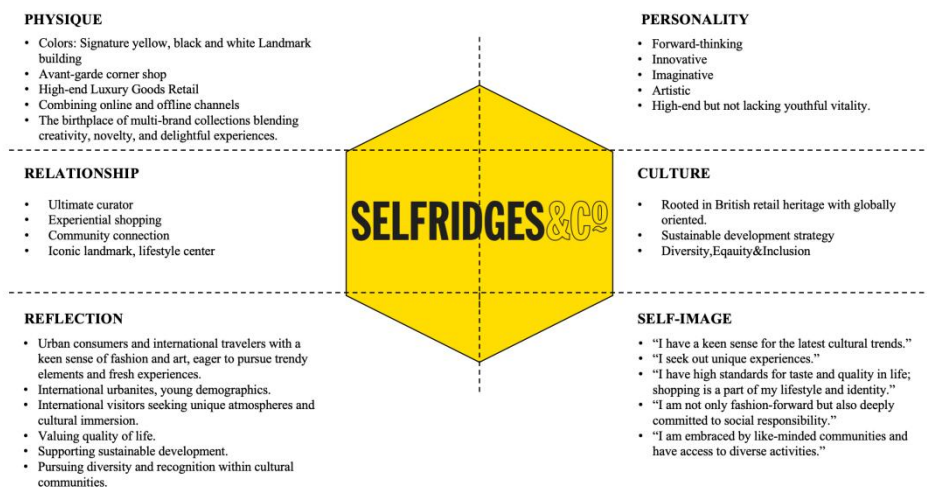 PHYSIQUE
• Colors: Signature yellow, black and white Landmark
building
• Avant-garde corner shop
• High-end Luxury Goods Retail
• Combining online and offline channels
• The birthplace of multi-brand collections blending
creativity, novelty, and delightful experiences.
PERSONALITY
• Forward-thinking
• Innovative
• Imaginative
• Artistic
• High-end but not lacking youthful vitality.
RELATIONSHIP
• Ultimate curator
• Experiential shopping
• Community connection
• Iconic landmark, lifestyle center
SELFRIDGES&Co
CULTURE
• Rooted in British retail heritage with globally
oriented.
• Sustainable development strategy
• Diversity,Eqauity&Inclusion
REFLECTION
• Urban consumers and international travelers with a
keen sense of fashion and art, eager to pursue trendy
elements and fresh experiences.
• International urbanites, young demographics.
• International visitors seeking unique atmospheres and
cultural immersion.
• Valuing quality of life.
• Supporting sustainable development.
• Pursuing diversity and recognition within cultural
communities.
SELF-IMAGE
• “I have a keen sense for the latest cultural trends.”
• “I seek out unique experiences.”
• “I have high standards for taste and quality in life;
shopping is a part of my lifestyle and identity.”
• “I am not only fashion-forward but also deeply
committed to social responsibility.”
• “I am embraced by like-minded communities and
have access to diverse activities.”